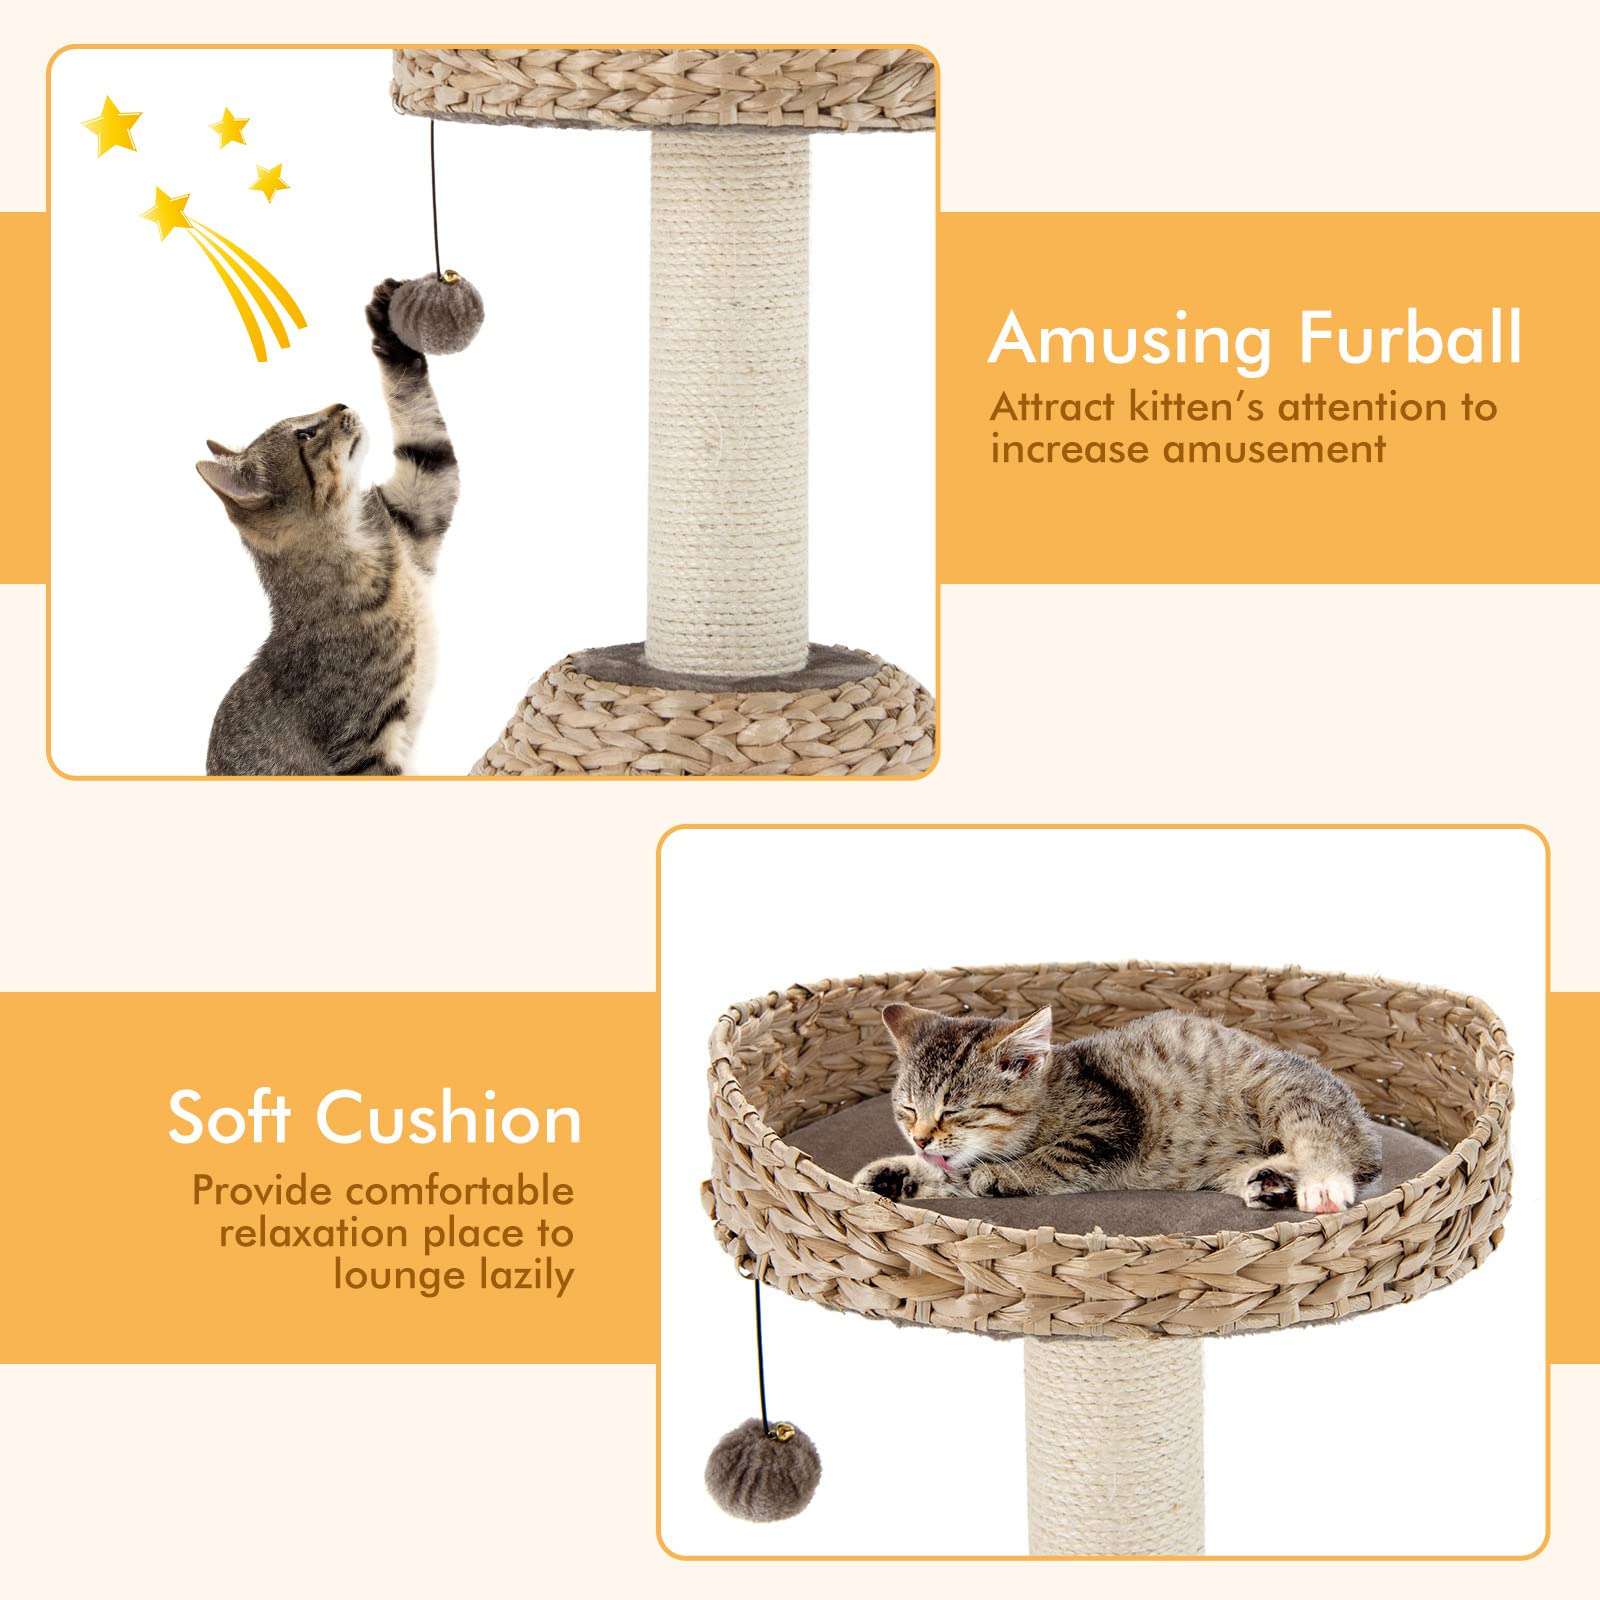 Amusing Furball
Attract kitten's attention to
increase amusement
Soft Cushion
Provide comfortable
relaxation place to
lounge lazily